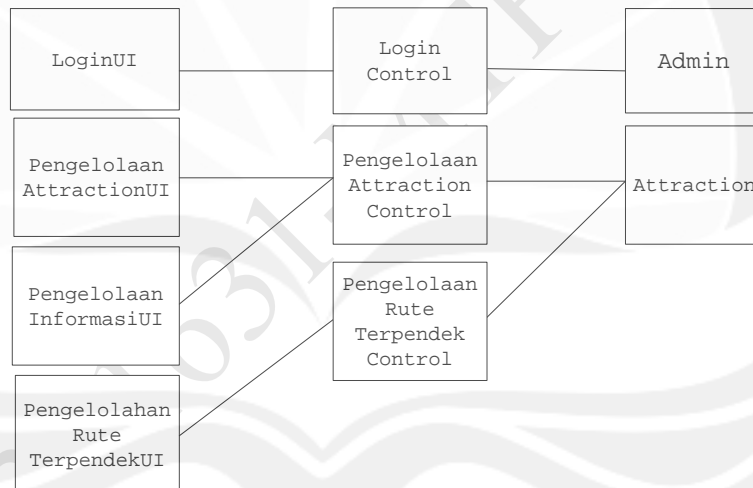 LoginUI
Login
Control
Admin
Pengelolaan
AttractionUI
Pengelolaan
Attraction
Control
Attraction
Pengelolaan
InformasiUI
Pengelolaan
Rute
Terpendek
Control
Pengelolahan
Rute
TerpendekUI